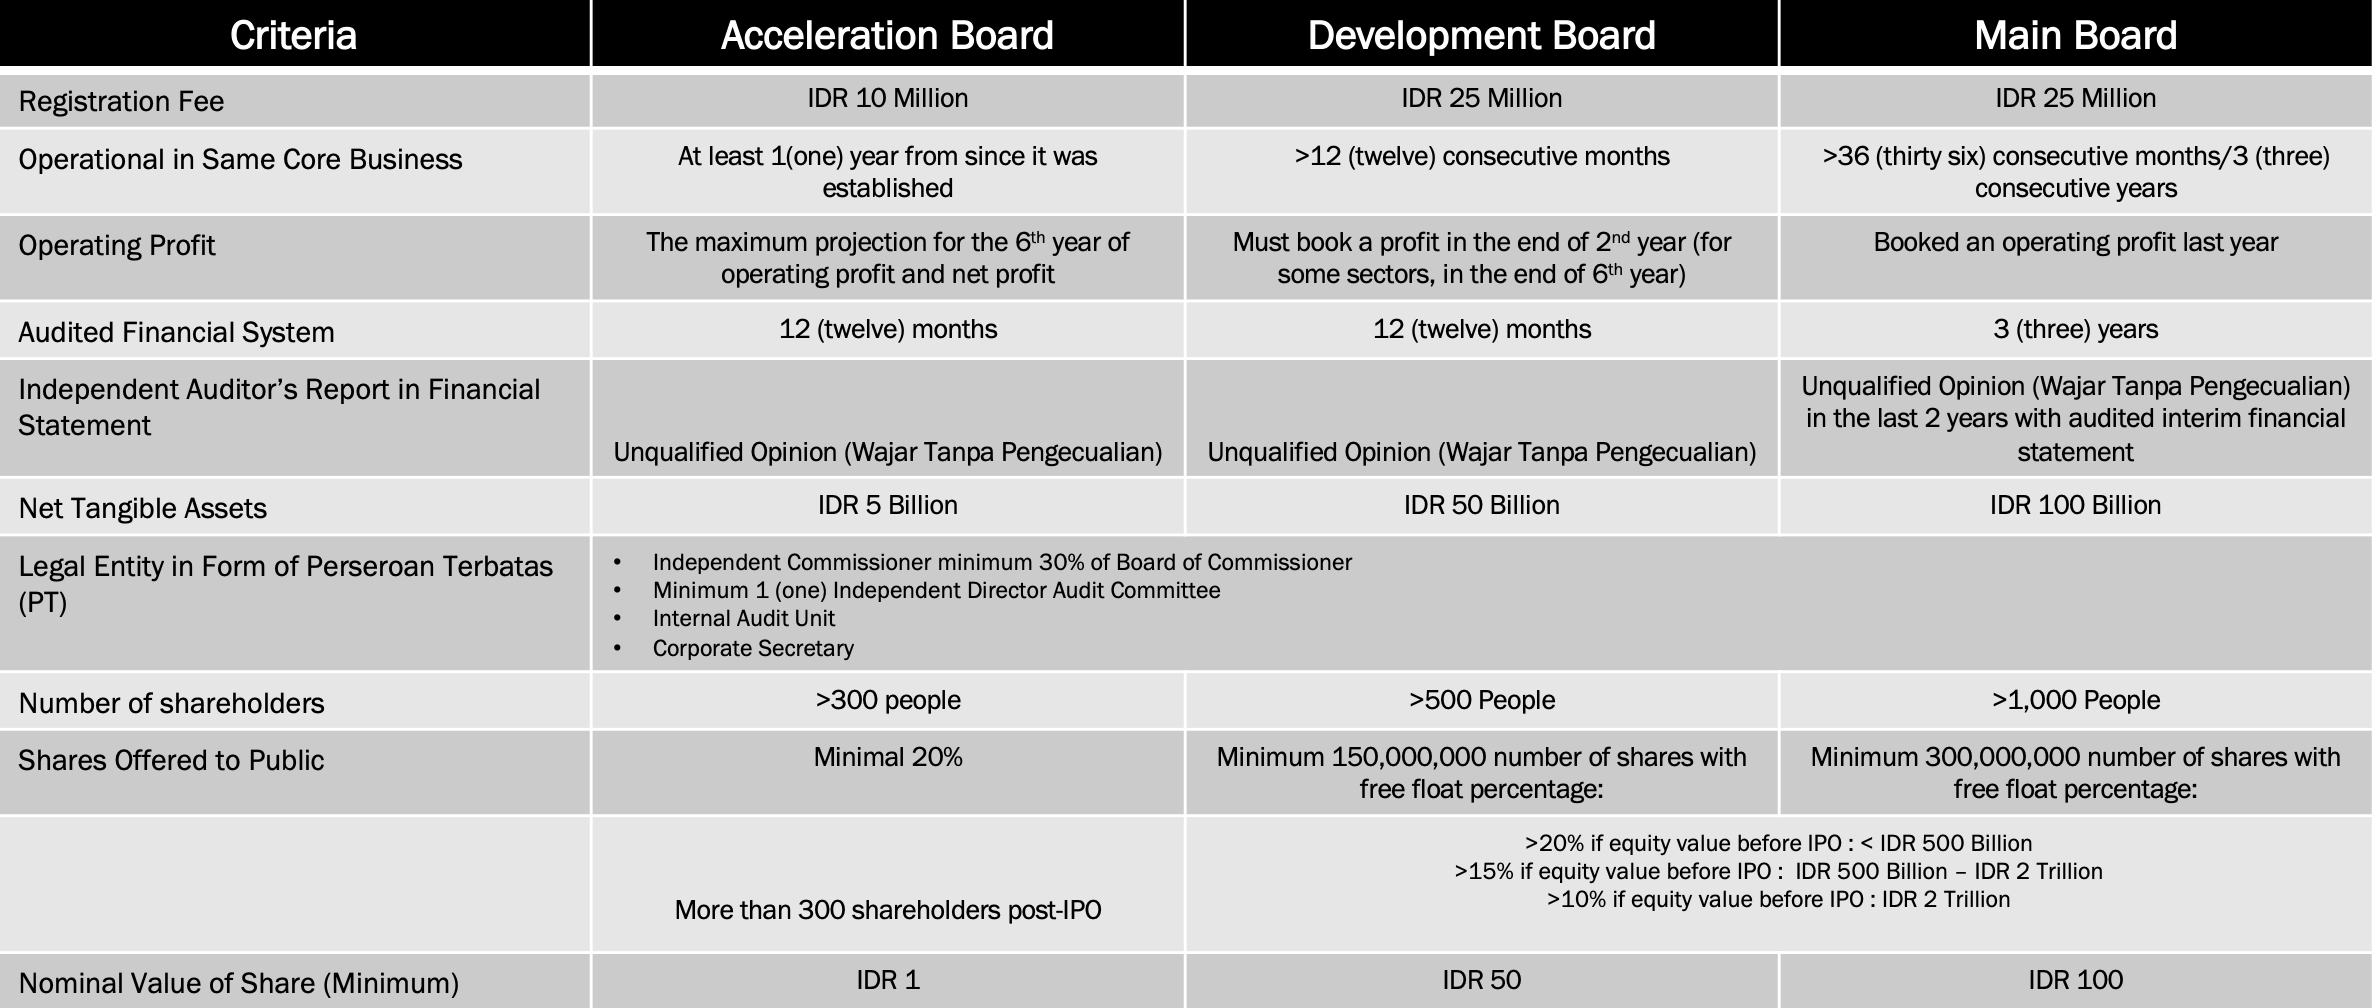 Criteria
Acceleration Board
Development Board
Main Board
Registration Fee
IDR 10 Million
IDR 25 Million
IDR 25 Million
Operational in Same Core Business
At least 1(one) year from since it was
established
>12 (twelve) consecutive months
>36 (thirty six) consecutive months/3 (three)
consecutive years
Operating Profit
The maximum projection for the 6th year of
operating profit and net profit
Must book a profit in the end of 2nd year (for
some sectors, in the end of 6th year)
Booked an operating profit last year
Audited Financial System
12 (twelve) months
12 (twelve) months
3 (three) years
Independent Auditor’s Report in Financial
Statement
Unqualified Opinion (Wajar Tanpa Pengecualian)
Unqualified Opinion (Wajar Tanpa Pengecualian)
Unqualified Opinion (Wajar Tanpa Pengecualian)
in the last 2 years with audited interim financial
statement
Net Tangible Assets
IDR 5 Billion
IDR 50 Billion
IDR 100 Billion
Legal Entity in Form of Perseroan Terbatas
(PT)
• Independent Commissioner minimum 30% of Board of Commissioner
• Minimum 1 (one) Independent Director Audit Committee
• Internal Audit Unit
• Corporate Secretary
Number of shareholders
>300 people
>500 People
>1,000 People
Shares Offered to Public
Minimal 20%
Minimum 150,000,000 number of shares with
free float percentage:
Minimum 300,000,000 number of shares with
free float percentage:
More than 300 shareholders post-IPO
>20% if equity value before IPO : < IDR 500 Billion
>15% if equity value before IPO : IDR 500 Billion – IDR 2 Trillion
>10% if equity value before IPO : IDR 2 Trillion
Nominal Value of Share (Minimum)
IDR 1
IDR 50
IDR 100